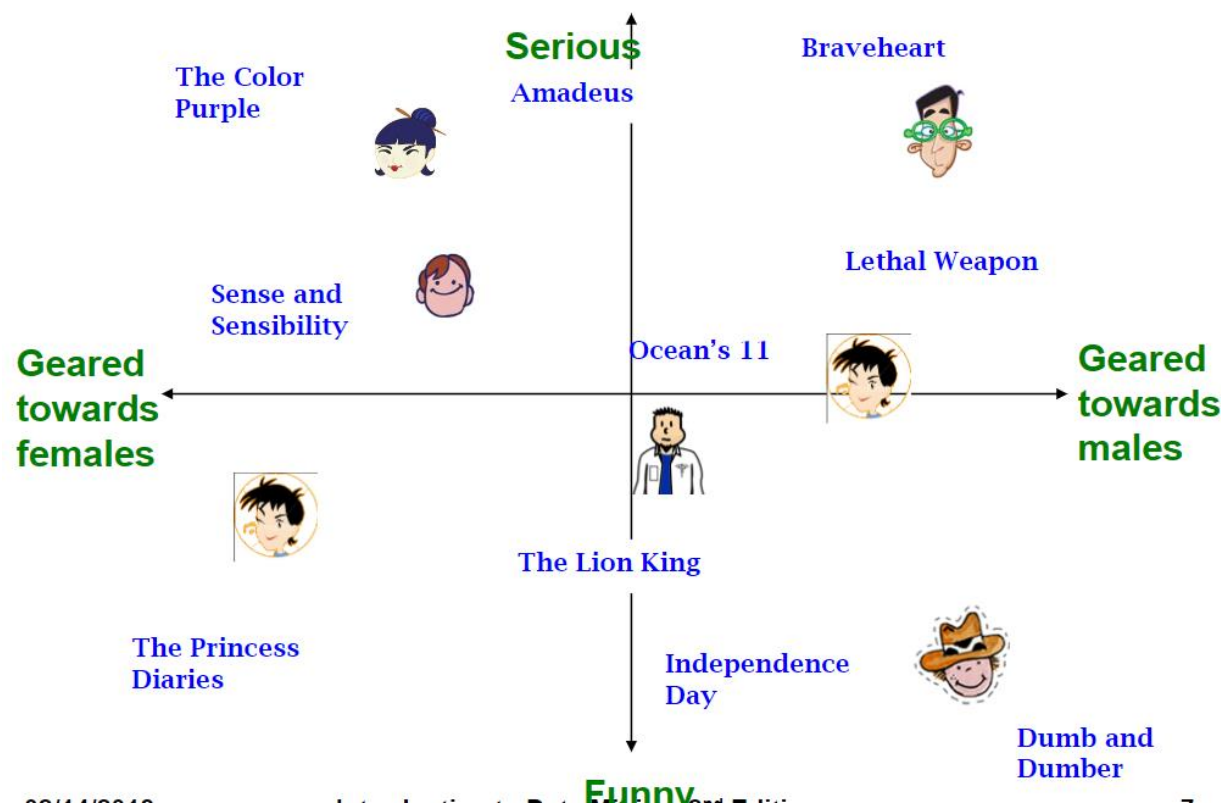 Serious
Braveheart
The Color
Purple
Amadeus
Lethal Weapon
Sense and
Sensibility
Ocean's 11
Geared
towards
females
Geared
towards
males
The Lion King
The Princess
Diaries
Independence
Day
Dumb and
Dumber
Funny
Edition